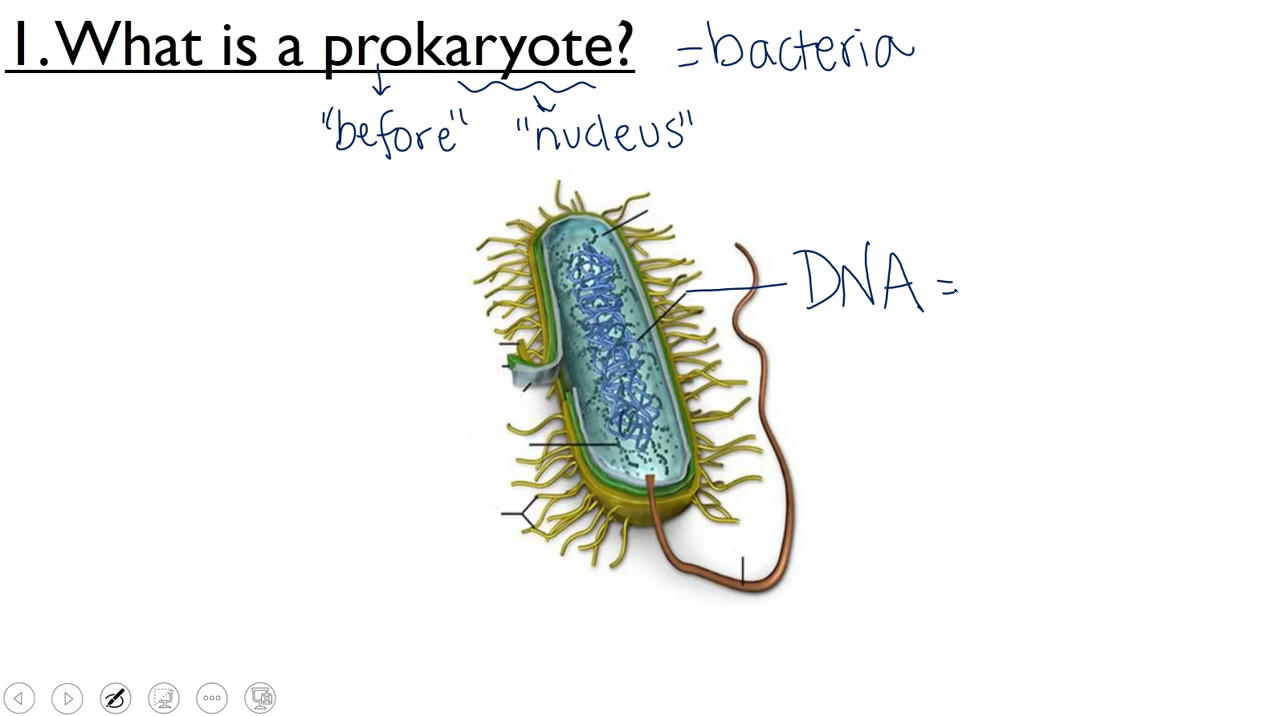 1. What is a prokaryote? = bacteria
"before" "nucleus"
DNA =